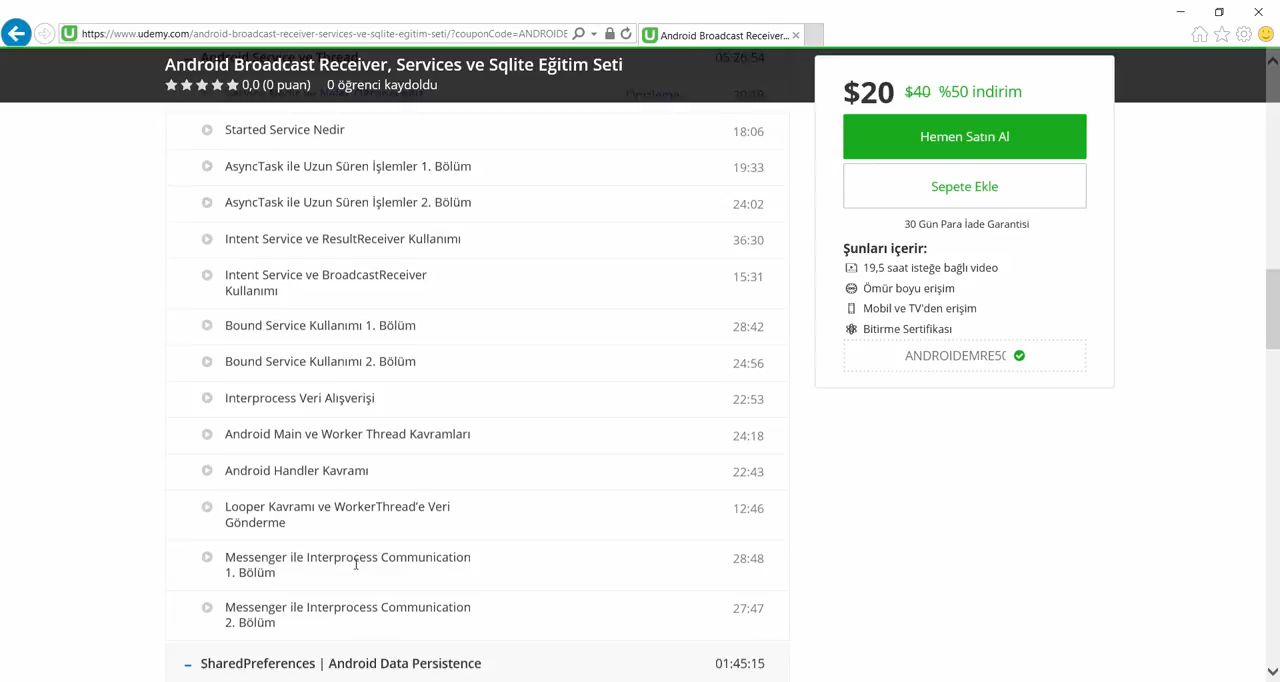 https://www.udemy.com/android-broadcast-receiver-services-ve-sqlite-egitim-seti/?couponCode=ANDROIDE
Android Broadcast Receiver...
Android Broadcast Receiver, Services ve Sqlite Eğitim Seti
05:26:54
0,0 (0 puan) 0 öğrenci kaydoldu
Önizleme
Started Service Nedir 18:06
AsyncTask ile Uzun Süren İşlemler 1. Bölüm 19:33
AsyncTask ile Uzun Süren İşlemler 2. Bölüm 24:02
Intent Service ve ResultReceiver Kullanımı 36:30
Intent Service ve BroadcastReceiver 15:31
Kullanımı
Bound Service Kullanımı 1. Bölüm 28:42
Bound Service Kullanımı 2. Bölüm 24:56
Interprocess Veri Alışverişi 22:53
Android Main ve Worker Thread Kavramları 24:18
Android Handler Kavramı 22:43
Looper Kavramı ve WorkerThread’e Veri 12:46
Gönderme
Messenger ile Interprocess Communication 28:48
1. Bölüm
Messenger ile Interprocess Communication 27:47
2. Bölüm
SharedPreferences | Android Data Persistence 01:45:15
$20 $40 %50 indirim
Hemen Satın Al
Sepete Ekle
30 Gün Para İade Garantisi
Şunları içerir:
19,5 saat isteğe bağlı video
Ömür boyu erişim
Mobil ve TV'den erişim
Bitirme Sertifikası
ANDROIDEMRE50